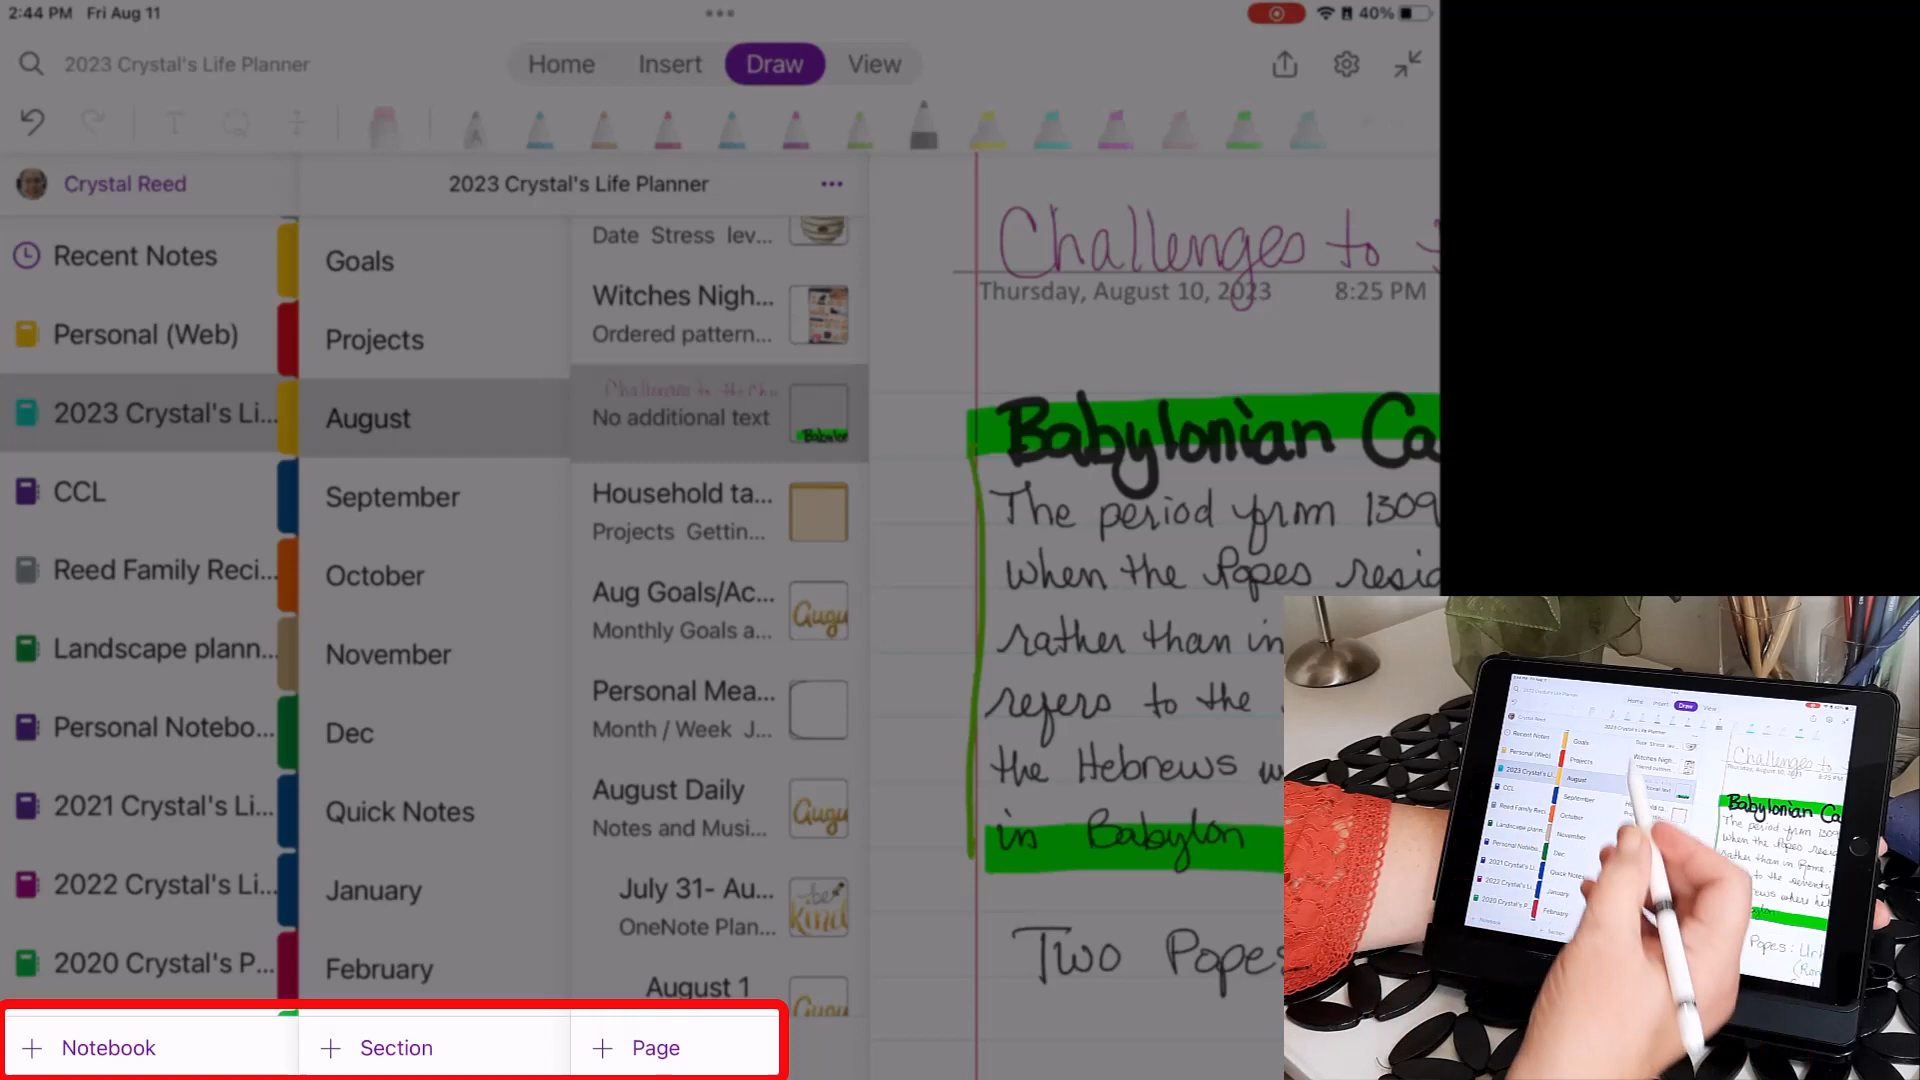 2:44 PM Fri Aug 11
40%
2023 Crystal's Life Planner
Home Insert Draw View
Crystal Reed
2023 Crystal's Life Planner
Recent Notes
Personal (Web)
2023 Crystal's Li...
CCL
Reed Family Reci...
Landscape plann...
Personal Notebo...
2021 Crystal's Li...
2022 Crystal's Li...
2020 Crystal's P...
Goals
Projects
August
September
October
November
Dec
Quick Notes
January
February
Date Stress lev...
Witches Nigh...
Ordered pattern...
No additional text
Household ta...
Projects Gettin...
Aug Goals/Ac...
Monthly Goals a...
Personal Mea...
Month / Week J...
August Daily
Notes and Musi...
July 31- Au...
OneNote Plan...
August 1
Challenges to
Thursday, August 10, 2023 8:25 PM
Babylonian Ca
The period from 1309
when the Popes resid
rather than in
refers to the
the Hebrews w
in Babylon
Two Popes
+ Notebook
+ Section
+ Page